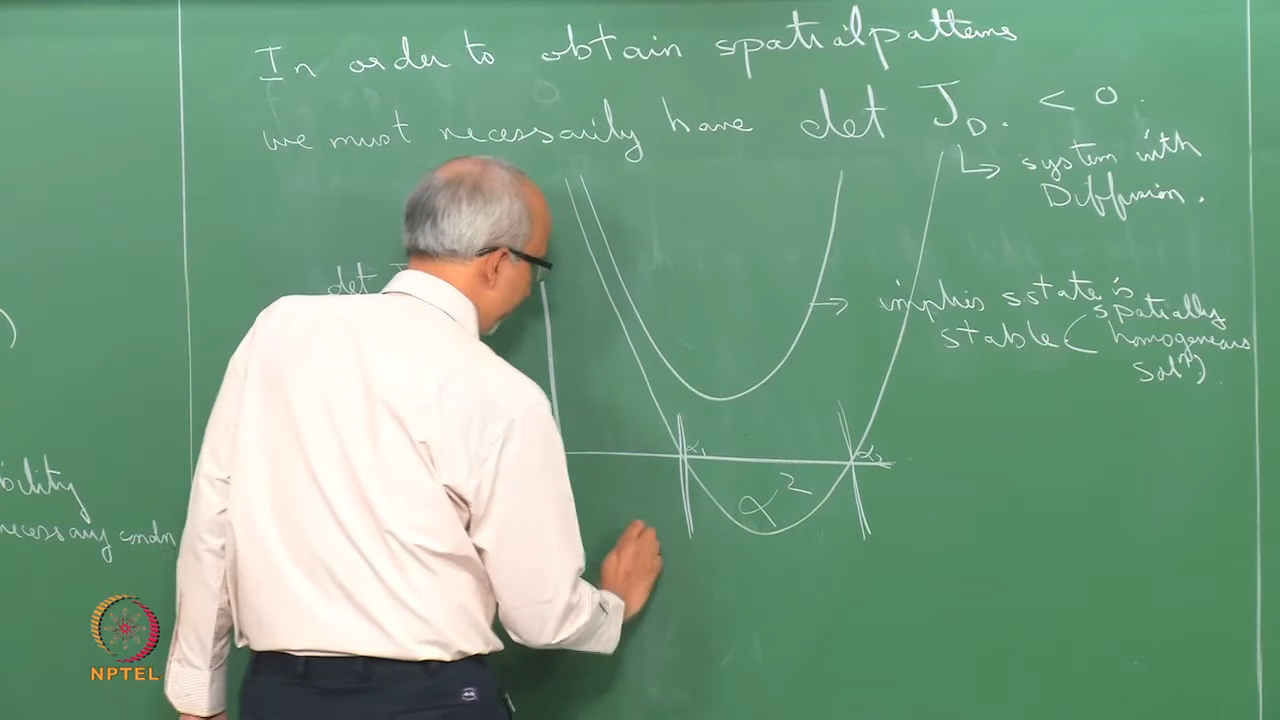 In order to obtain spatial patterns
we must necessarily have det J_D. < 0.
system with
Diffusion.
det
implies s state is
stable ( spatially
homogeneous
Solⁿ).
α₁
α₂
α²
)
bility
necessary condn
NPTEL